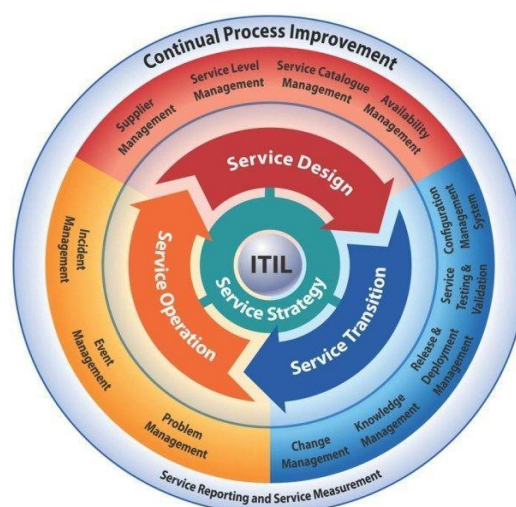 Continual Process Improvement
Supplier
Management
Service Level
Management
Service Catalogue
Management
Availability
Management
Configuration
Management
System
Service
Testing &
Validation
Release &
Deployment
Management
Knowledge
Management
Change
Management
Problem
Management
Event
Management
Incident
Management
Service Design
Service Transition
Service Operation
Service Strategy
ITIL
Service Reporting and Service Measurement